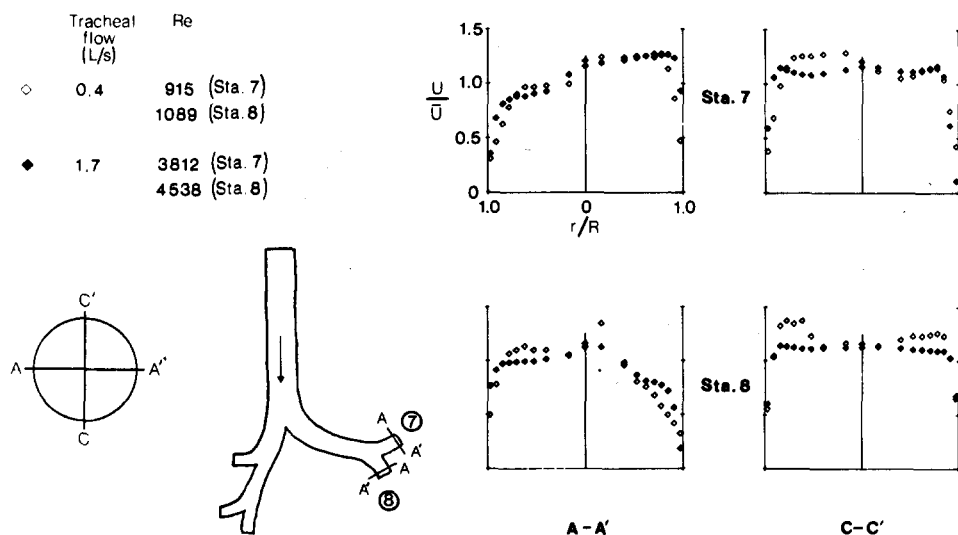 Tracheal flow (L/s) Re
◇ 0.4 915 (Sta. 7)
1089 (Sta. 8)
◆ 1.7 3812 (Sta. 7)
4538 (Sta. 8)
C'
A A'
C
A
⑦
A'
A
A'
⑧
U/Ū
1.5
1.0
0.5
0
1.0 0 1.0
r/R
Sta. 7
Sta. 8
A–A' C–C'